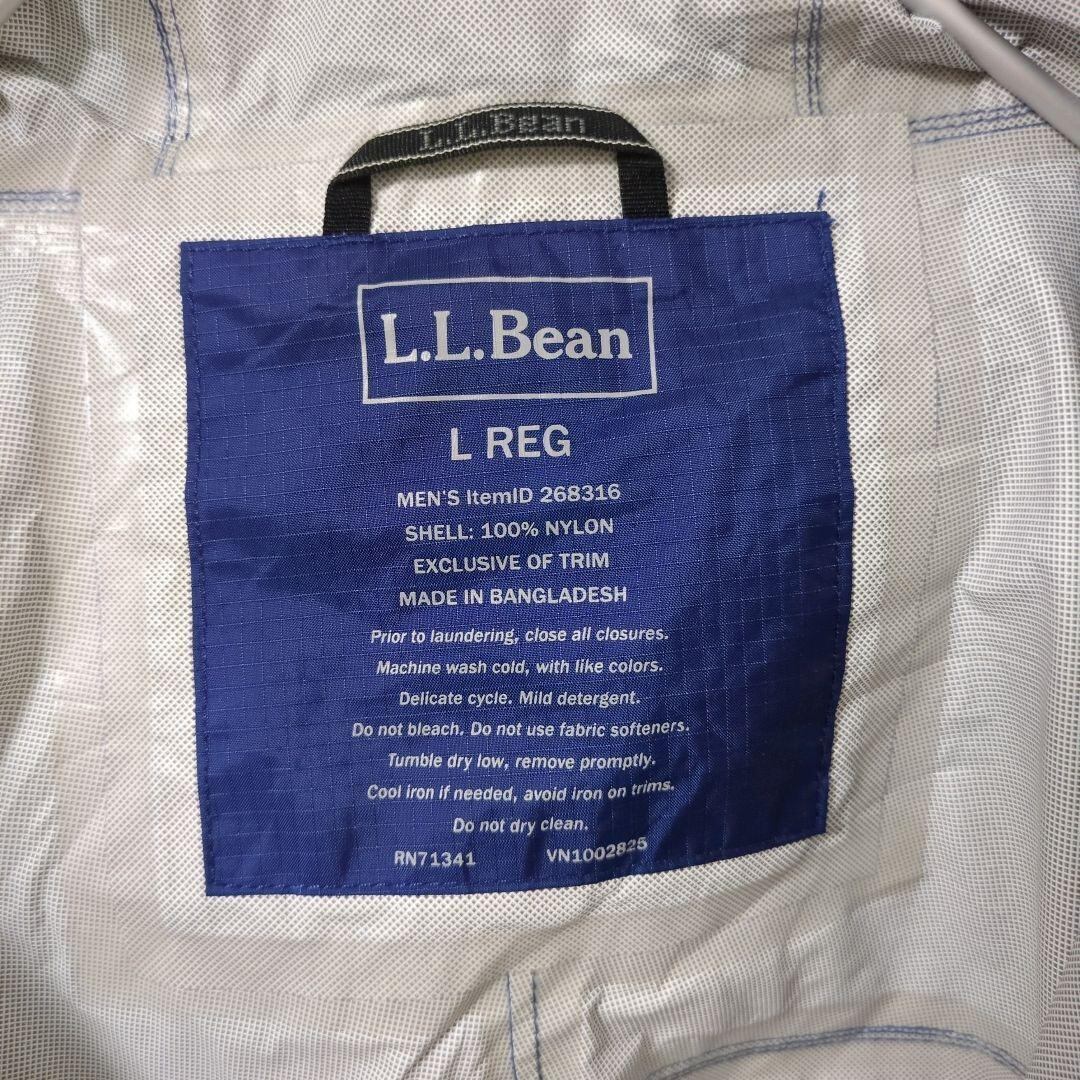 L.L.Bean
L.L.Bean
L REG
MEN'S ItemID 268316
SHELL: 100% NYLON
EXCLUSIVE OF TRIM
MADE IN BANGLADESH
Prior to laundering, close all closures.
Machine wash cold, with like colors.
Delicate cycle. Mild detergent.
Do not bleach. Do not use fabric softeners.
Tumble dry low, remove promptly.
Cool iron if needed, avoid iron on trims.
Do not dry clean.
RN71341 VN1002825